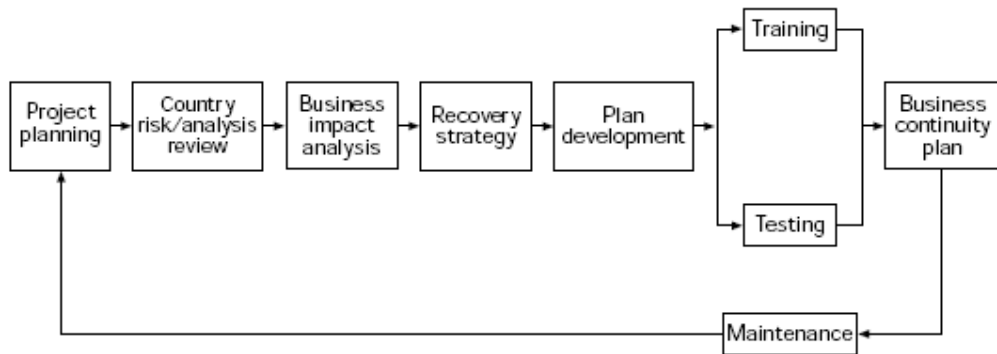 Project
planning
Country
risk/analysis
review
Business
impact
analysis
Recovery
strategy
Plan
development
Training
Testing
Business
continuity
plan
Maintenance